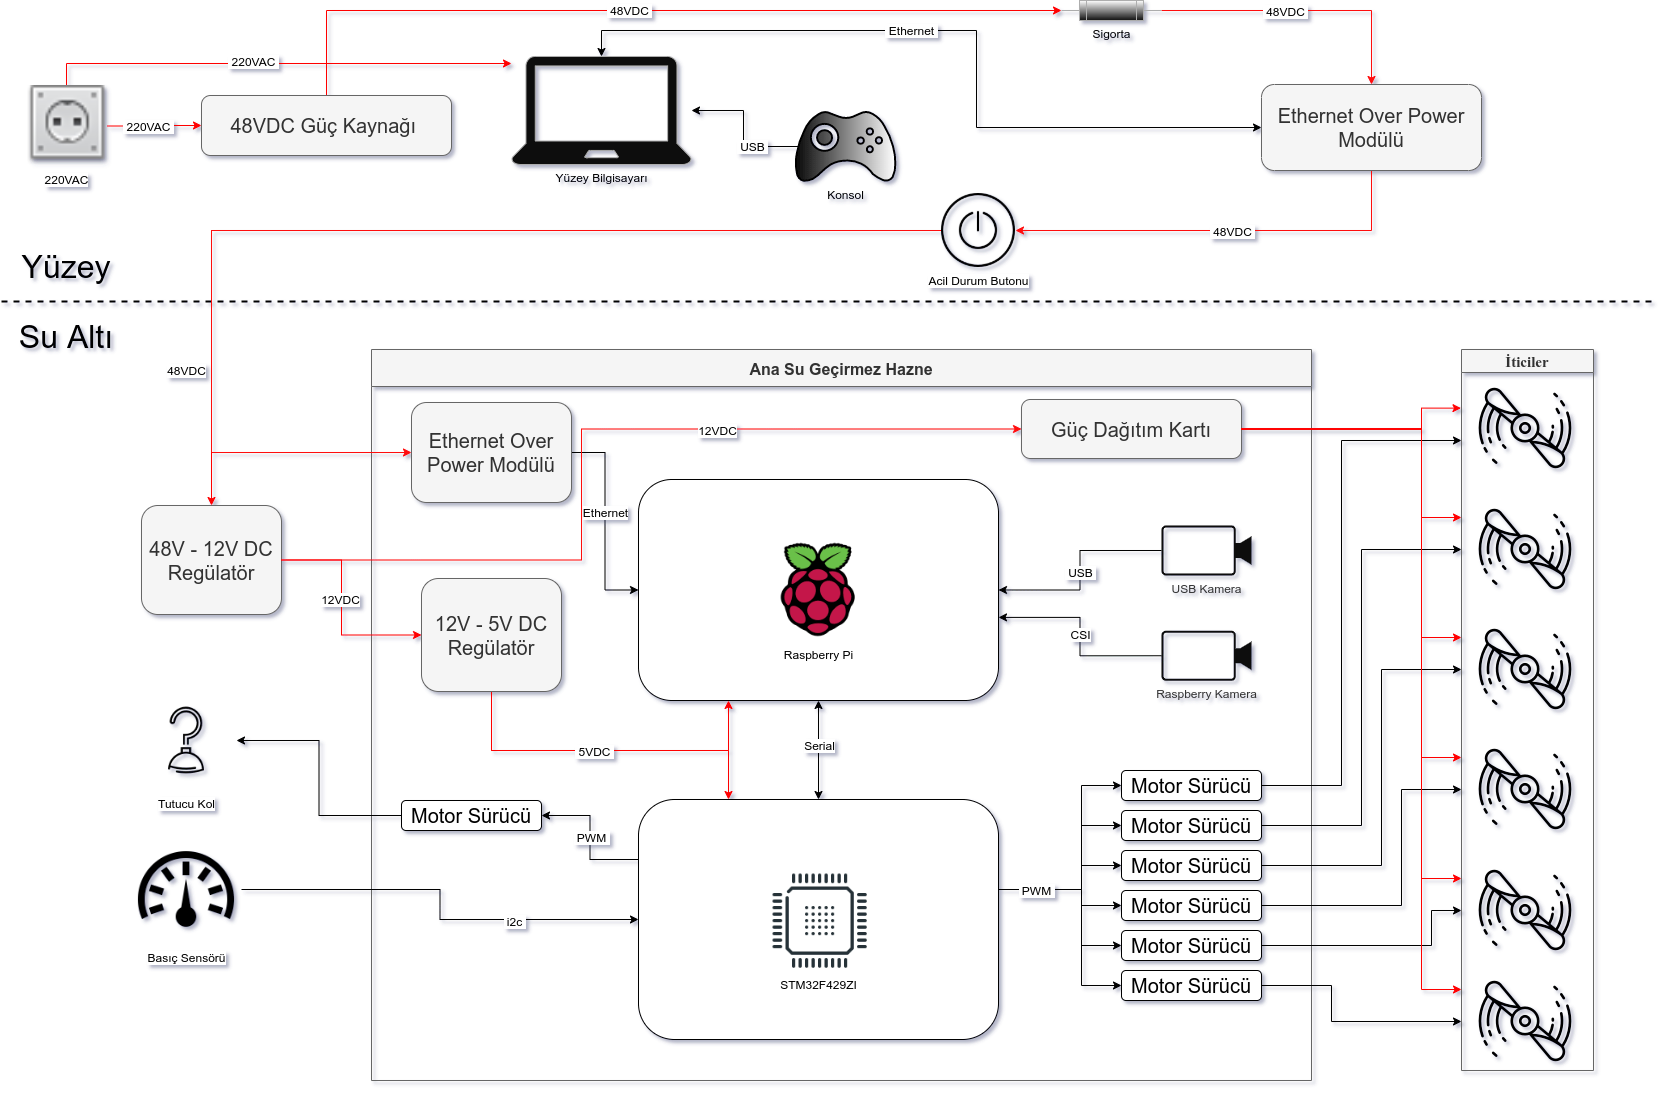 48VDC
48VDC
Sigorta
Ethernet
220VAC
220VAC
48VDC Güç Kaynağı
Ethernet Over Power
Modülü
USB
220VAC
Yüzey Bilgisayarı
Konsol
48VDC
Acil Durum Butonu
Yüzey
Su Altı
48VDC
Ana Su Geçirmez Hazne
İticiler
Ethernet Over
Power Modülü
12VDC
Güç Dağıtım Kartı
Ethernet
48V - 12V DC
Regülatör
12VDC
12V - 5V DC
Regülatör
Raspberry Pi
USB
USB Kamera
CSI
Raspberry Kamera
5VDC
Serial
Tutucu Kol
Motor Sürücü
PWM
Basıç Sensörü
i2c
STM32F429ZI
PWM
Motor Sürücü
Motor Sürücü
Motor Sürücü
Motor Sürücü
Motor Sürücü
Motor Sürücü